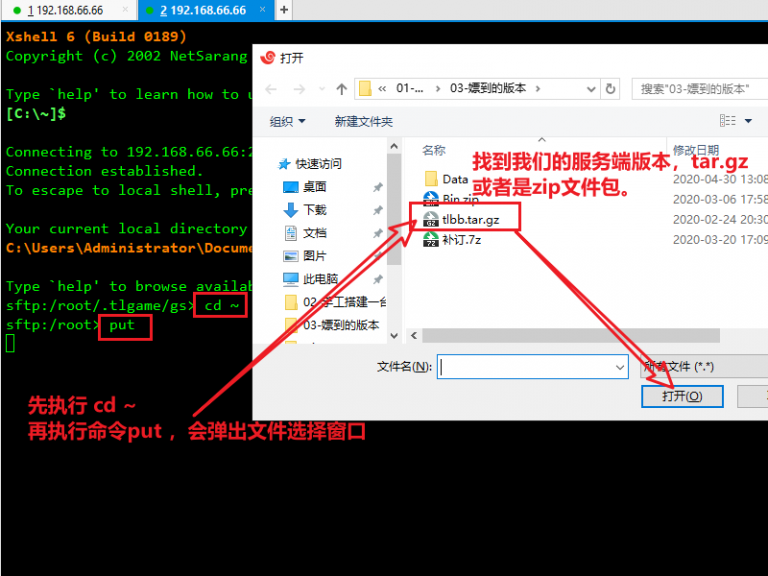 1 192.168.66.66
2 192.168.66.66
Xshell 6 (Build 0189)
Copyright (c) 2002 NetSarang
Type `help' to learn how to
[C:\~]$
Connecting to 192.168.66.66:
Connection established.
To escape to local shell,
Your current local directory
C:\Users\Administrator\
Type `help' to browse
sftp:/root/.tlgame/gs> cd ~
sftp:/root> put
先执行 cd ~
再执行命令put ，会弹出文件选择窗口
打开
« 01-... › 03-嫖到的版本 ›
搜索"03-嫖到的版本"
组织
新建文件夹
名称
修改日期
找到我们的服务端版本，tar.gz
或者是zip文件包。
快速访问
桌面
下载
文档
图片
此电脑
02-手工搭建一台
03-嫖到的版本
Data
2020-04-30 13:08
Bin.zip
2020-03-06 17:58
tlbb.tar.gz
2020-02-24 20:30
补订.7z
2020-03-20 17:09
文件名(N):
所有文件 (*.*)
打开(O)